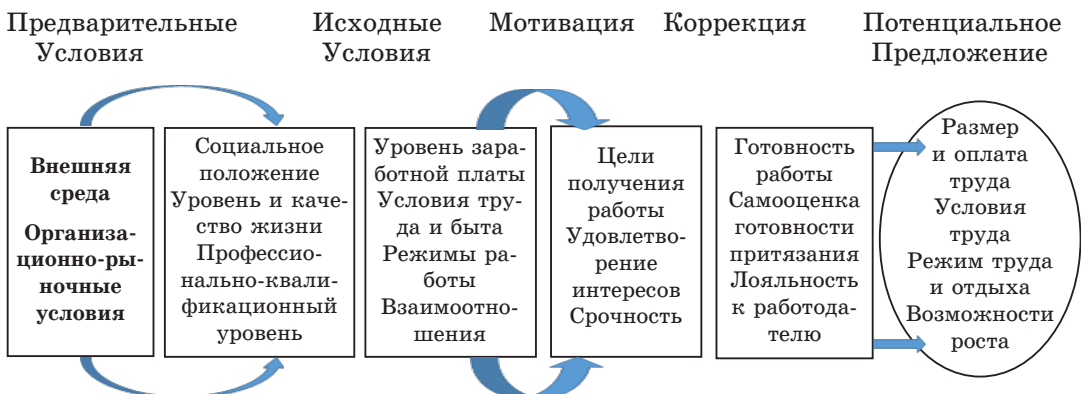 Предварительные
Условия
Исходные
Условия
Мотивация
Коррекция
Потенциальное
Предложение
Внешняя
среда
Организа-
ционно-ры-
ночные
условия
Социальное
положение
Уровень и каче-
ство жизни
Профессио-
нально-квали-
фикационный
уровень
Уровень зара-
ботной платы
Условия тру-
да и быта
Режимы ра-
боты
Взаимоотно-
шения
Цели
получения
работы
Удовлетво-
рение
интересов
Срочность
Готовность
работы
Самооценка
готовности
притязания
Лояльность
к работода-
телю
Размер
и оплата
труда
Условия
труда
Режим труда
и отдыха
Возможности
роста